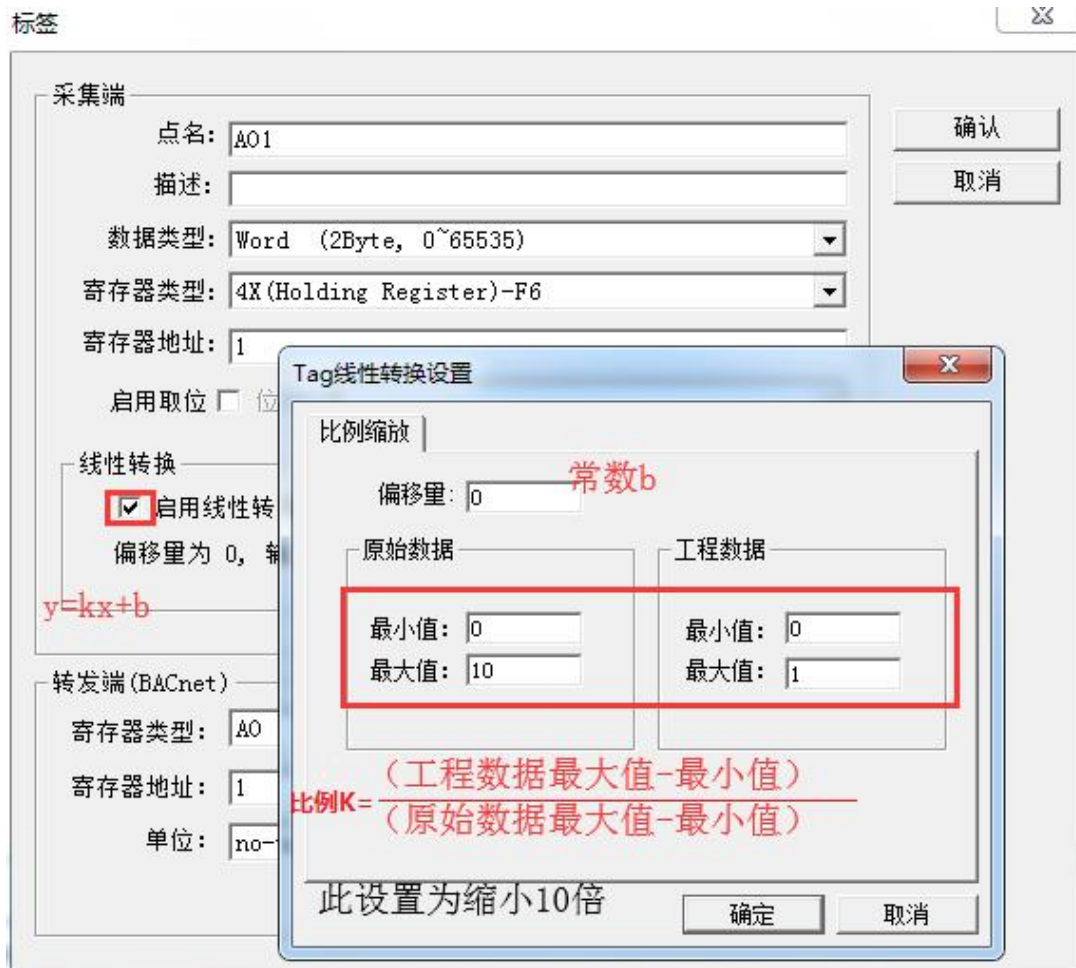 标签
采集端
点名: AO1
确认
描述:
取消
数据类型: Word (2Byte, 0~65535)
寄存器类型: 4X(Holding Register)-F6
寄存器地址: 1
Tag线性转换设置
启用取位 位
比例缩放
线性转换
偏移量: 0 常数b
启用线性转
原始数据
工程数据
偏移量为 0,
y=kx+b
最小值: 0
最小值: 0
最大值: 10
最大值: 1
转发端(BACnet)
寄存器类型: AO
寄存器地址: 1
比例K=
(工程数据最大值-最小值)
(原始数据最大值-最小值)
单位: no-
此设置为缩小10倍
确定
取消